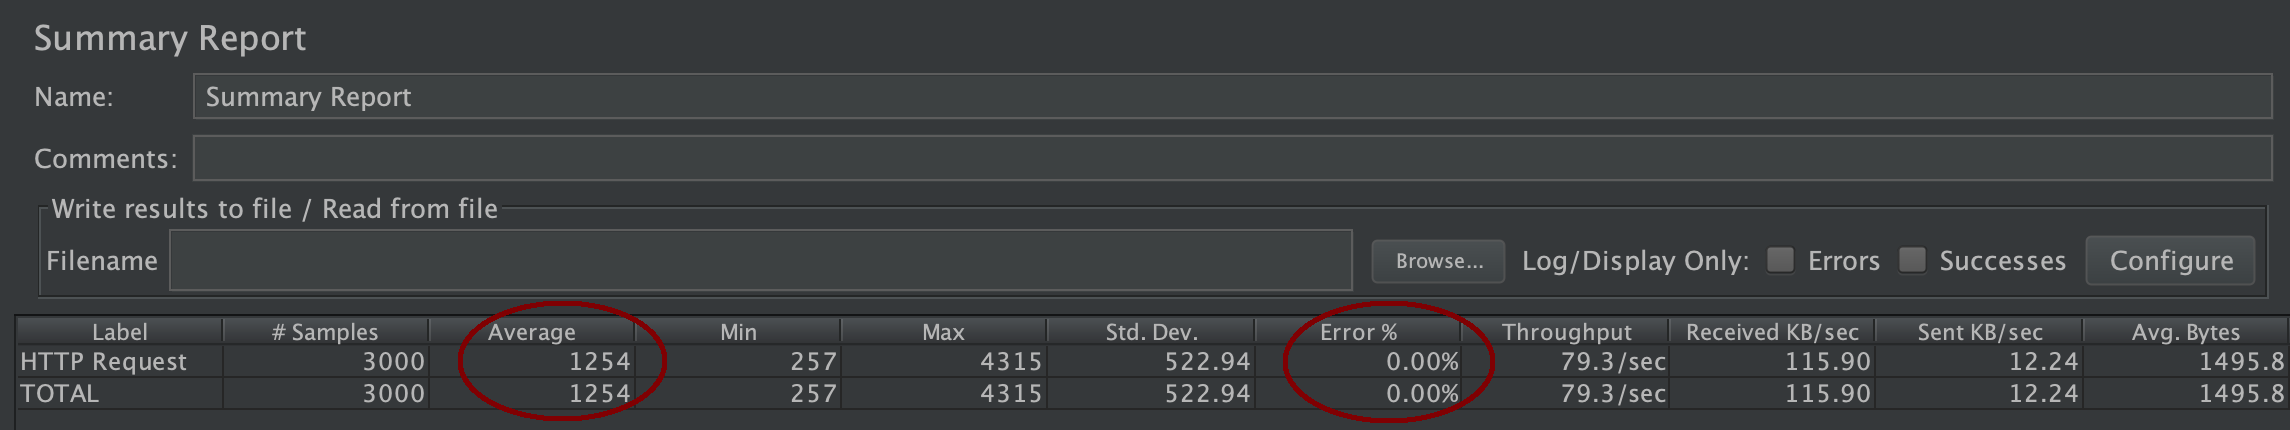 Summary Report
Name: Summary Report
Comments:
Write results to file / Read from file
Filename Browse... Log/Display Only: Errors Successes Configure
Label # Samples Average Min Max Std. Dev. Error % Throughput Received KB/sec Sent KB/sec Avg. Bytes
HTTP Request 3000 1254 257 4315 522.94 0.00% 79.3/sec 115.90 12.24 1495.8
TOTAL 3000 1254 257 4315 522.94 0.00% 79.3/sec 115.90 12.24 1495.8